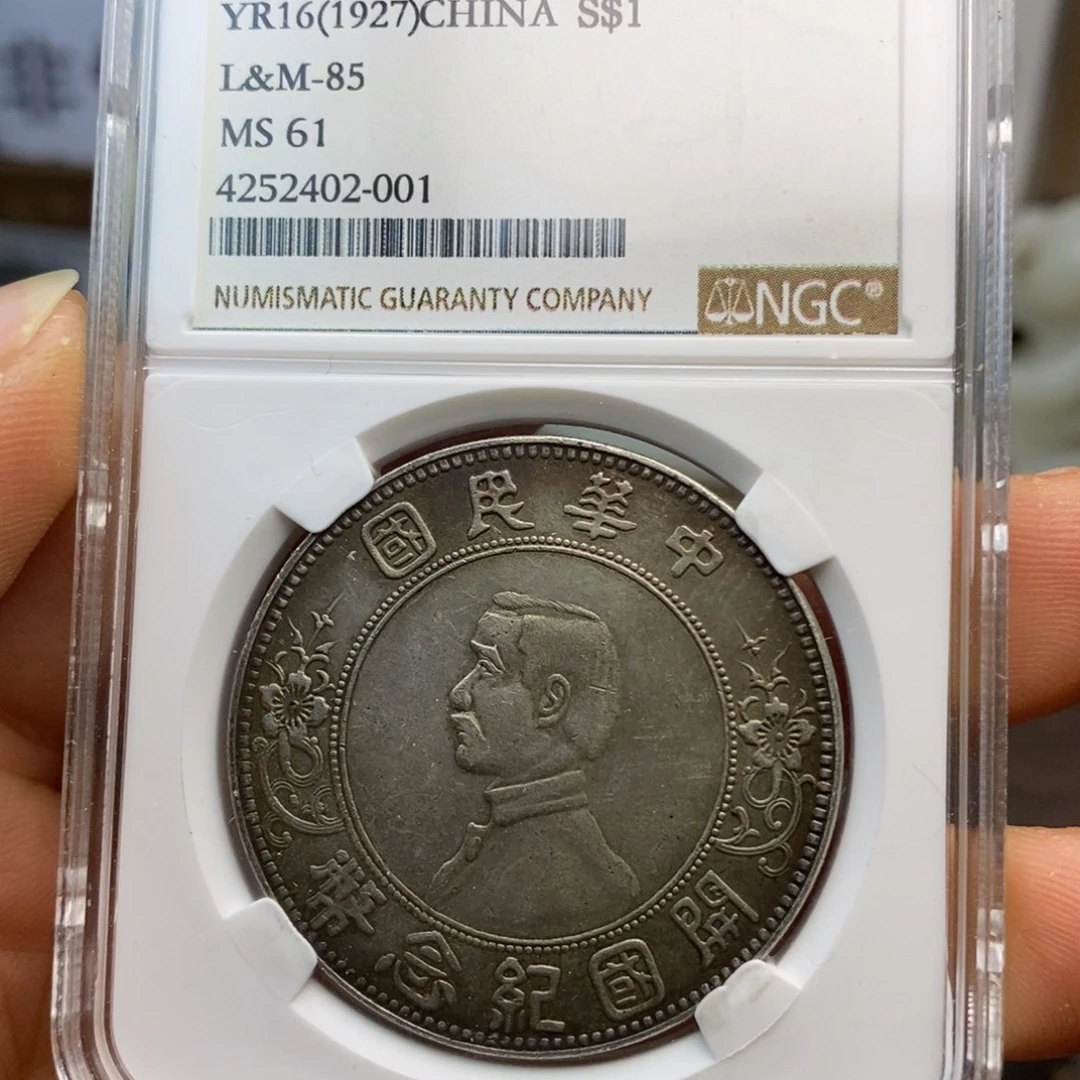 YR16(1927)CHINA S$1
L&M-85
MS 61
4252402-001
NUMISMATIC GUARANTY COMPANY
NGC®
國民華中
幣念紀國開